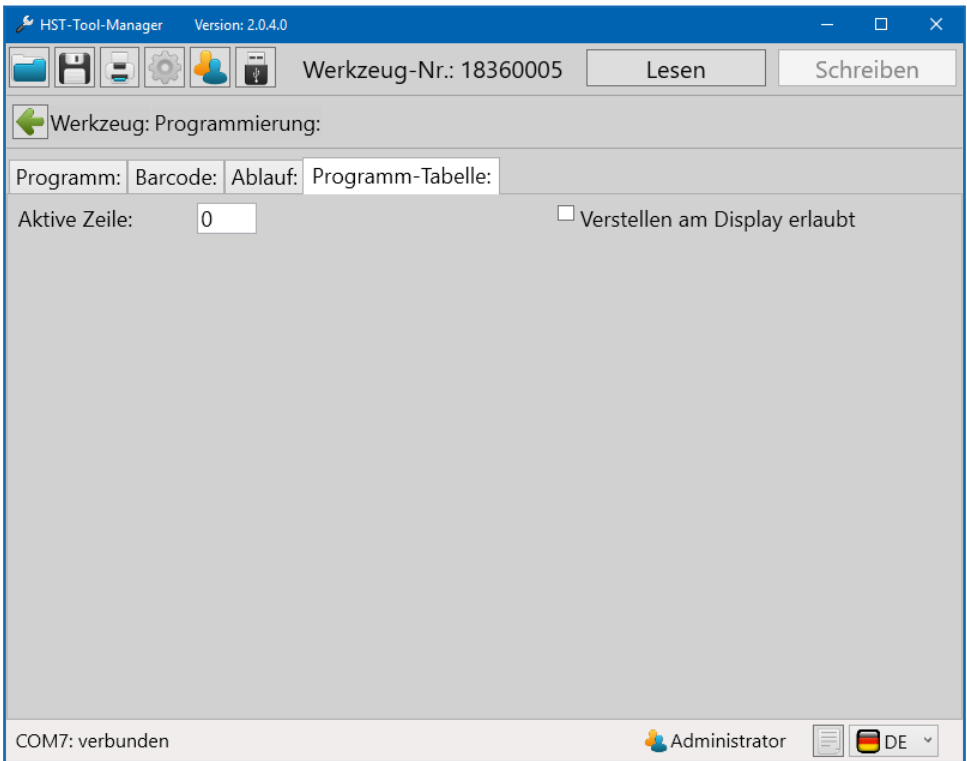 HST-Tool-Manager Version: 2.0.4.0
Werkzeug-Nr.: 18360005 Lesen Schreiben
Werkzeug: Programmierung:
Programm: Barcode: Ablauf: Programm-Tabelle:
Aktive Zeile: 0 Verstellen am Display erlaubt
COM7: verbunden Administrator DE